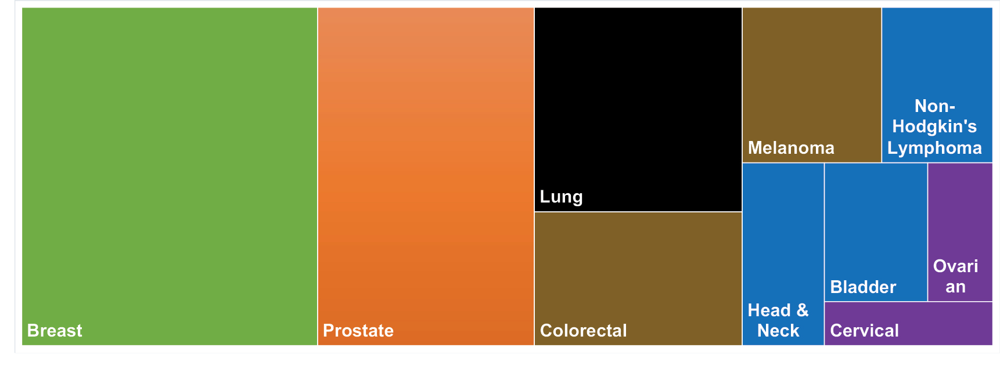 Breast
Prostate
Lung
Colorectal
Melanoma
Non-
Hodgkin's
Lymphoma
Head &
Neck
Bladder
Ovari
an
Cervical